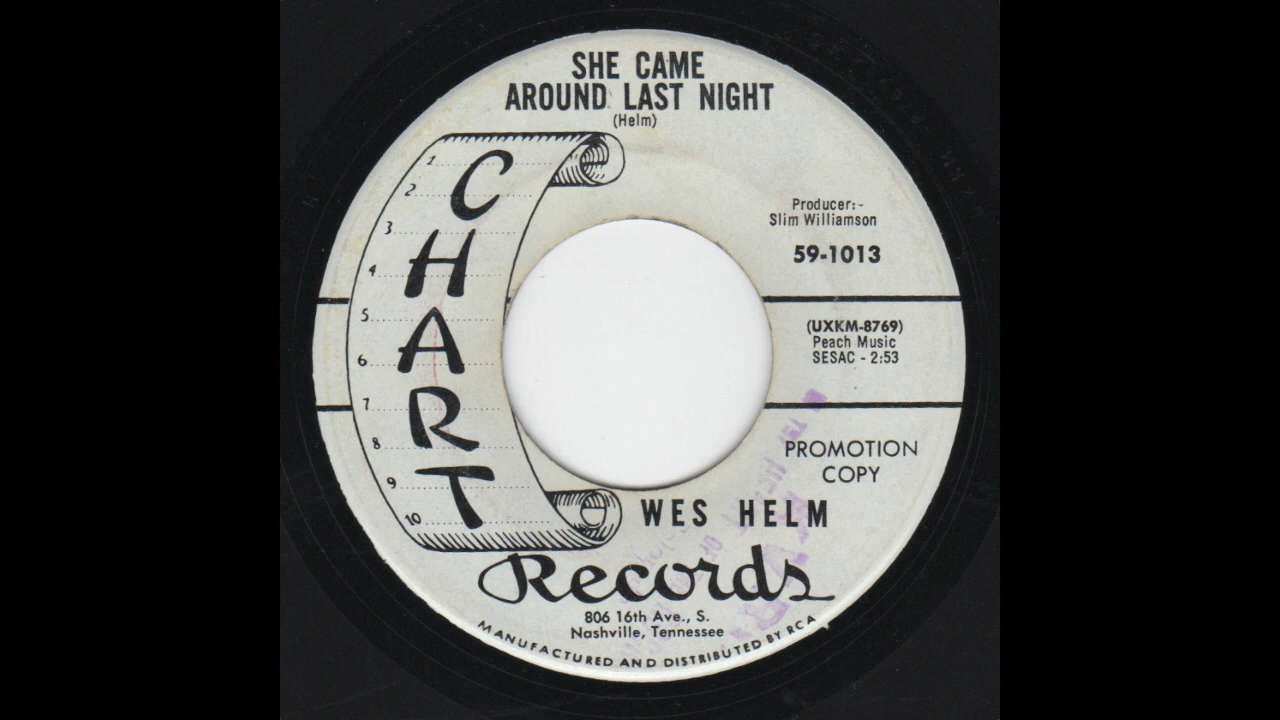 SHE CAME
AROUND LAST NIGHT
(Helm)
CHART
1
2
3
4
5
6
7
8
9
10
Producer:-
Slim Williamson
59-1013
(UXKM-8769)
Peach Music
SESAC - 2:53
PROMOTION
COPY
WES HELM
Records
806 16th Ave., S.
Nashville, Tennessee
MANUFACTURED AND DISTRIBUTED BY RCA